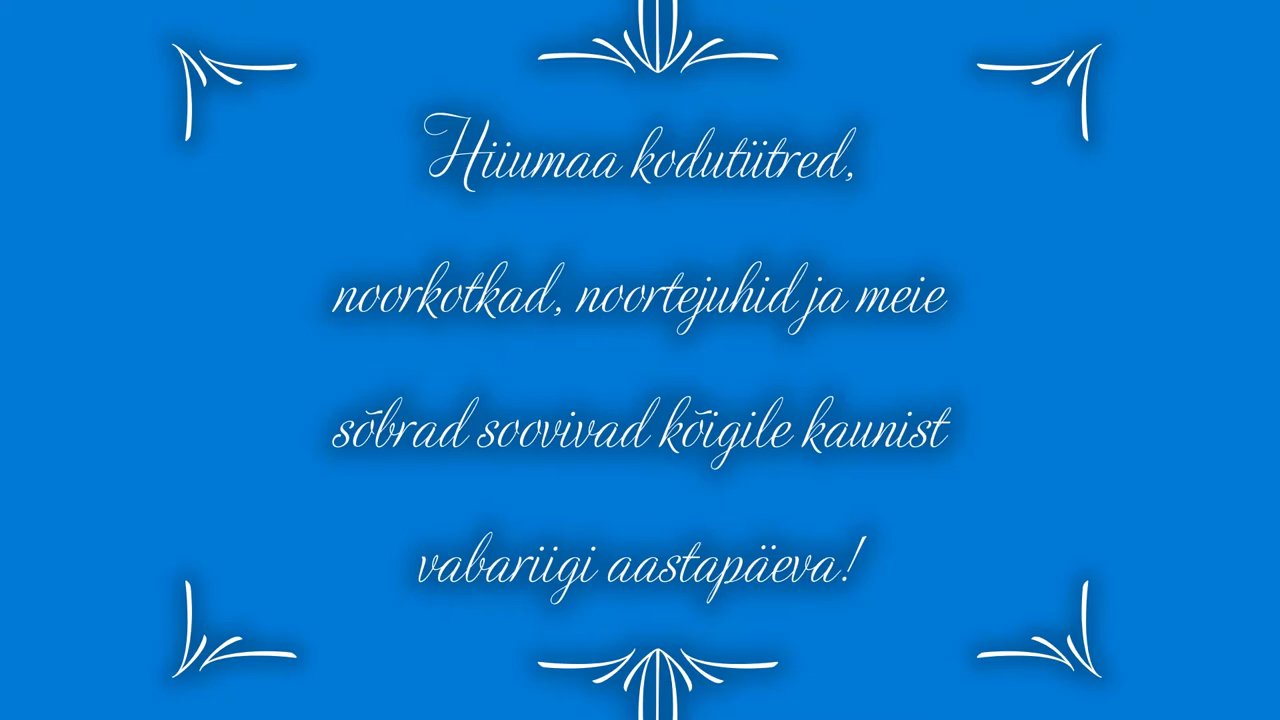 Hiiumaa kodutütred,
noorkotkad, noortejuhid ja meie
sõbrad soovivad kõigile kaunist
vabariigi aastapäeva!